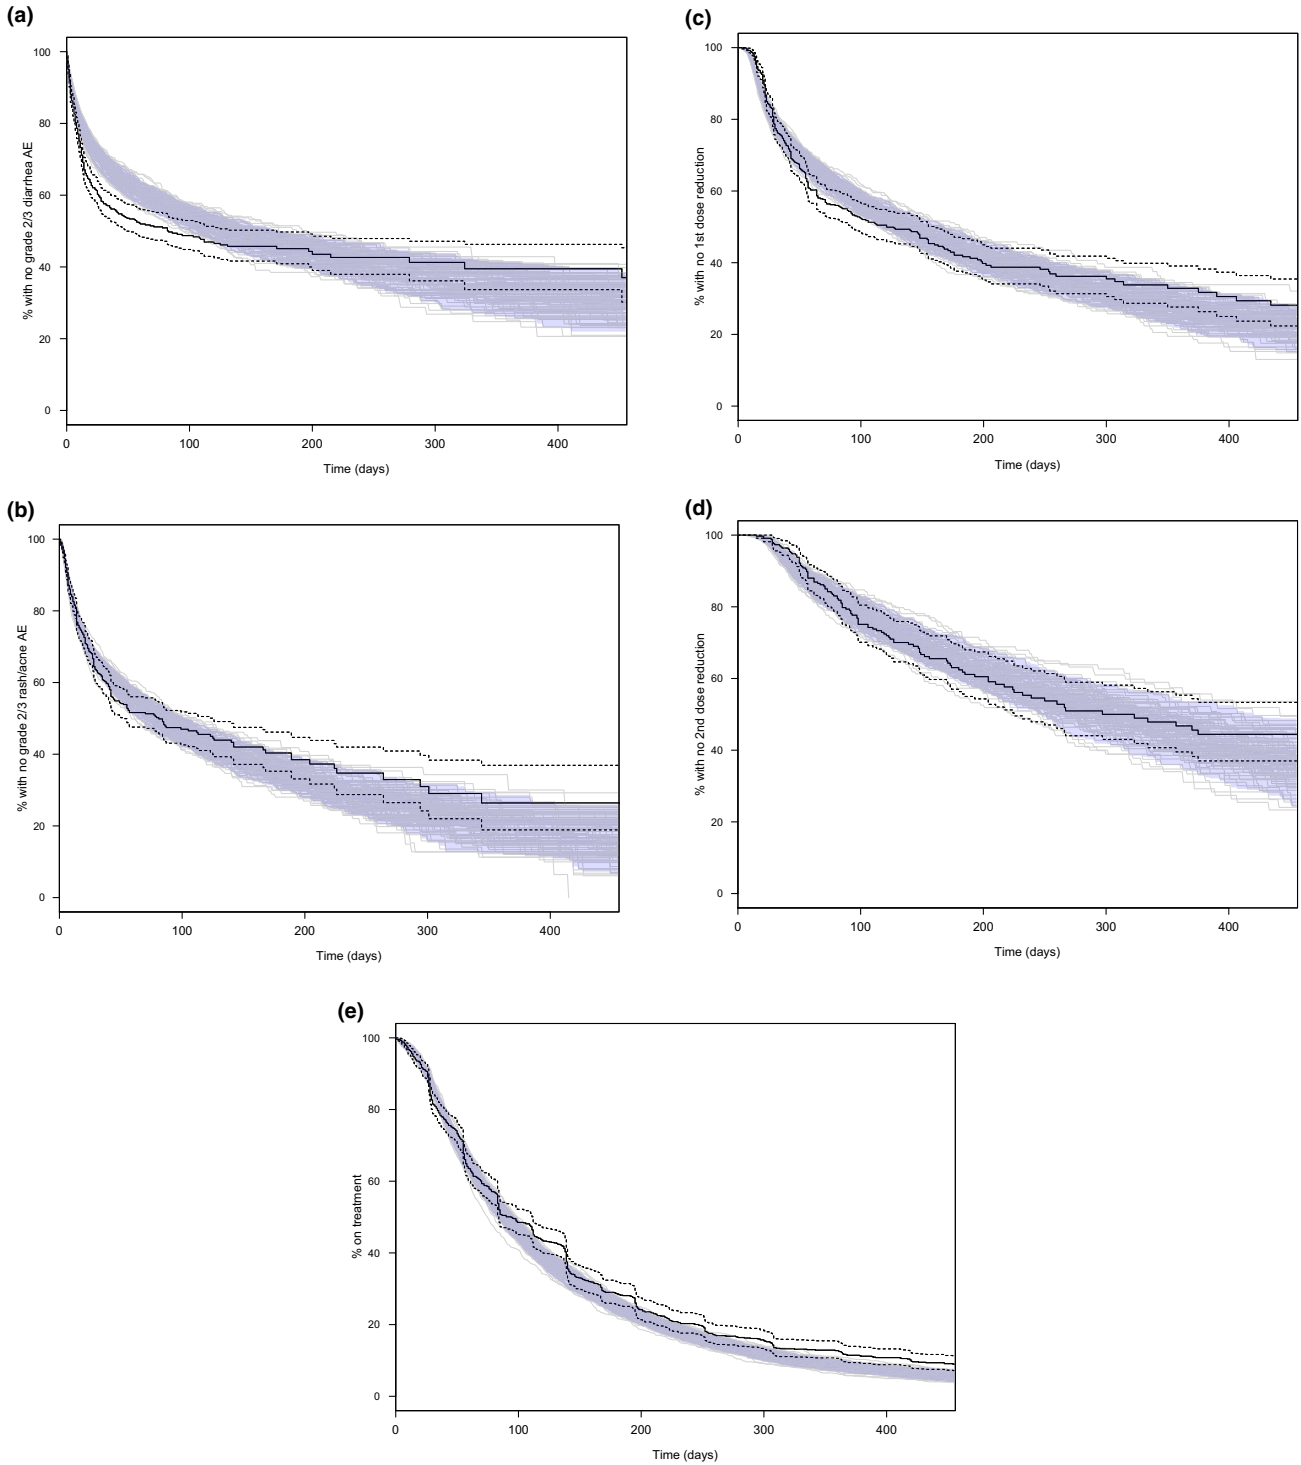 (a)
% with no grade 2/3 diarrhea AE
100
80
60
40
20
0
0 100 200 300 400
Time (days)
(c)
% with no 1st dose reduction
100
80
60
40
20
0
0 100 200 300 400
Time (days)
(b)
% with no grade 2/3 rash/acne AE
100
80
60
40
20
0
0 100 200 300 400
Time (days)
(d)
% with no 2nd dose reduction
100
80
60
40
20
0
0 100 200 300 400
Time (days)
(e)
% on treatment
100
80
60
40
20
0
0 100 200 300 400
Time (days)